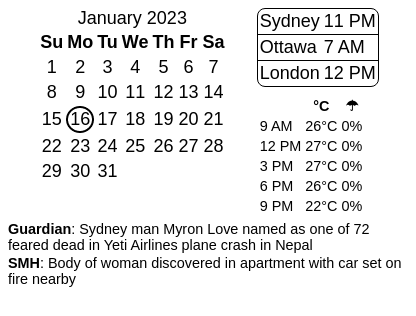 January 2023
Su Mo Tu We Th Fr Sa
1 2 3 4 5 6 7
8 9 10 11 12 13 14
15 16 17 18 19 20 21
22 23 24 25 26 27 28
29 30 31
Sydney 11 PM
Ottawa 7 AM
London 12 PM
°C ☂
9 AM 26°C 0%
12 PM 27°C 0%
3 PM 27°C 0%
6 PM 26°C 0%
9 PM 22°C 0%
Guardian: Sydney man Myron Love named as one of 72
feared dead in Yeti Airlines plane crash in Nepal
SMH: Body of woman discovered in apartment with car set on
fire nearby